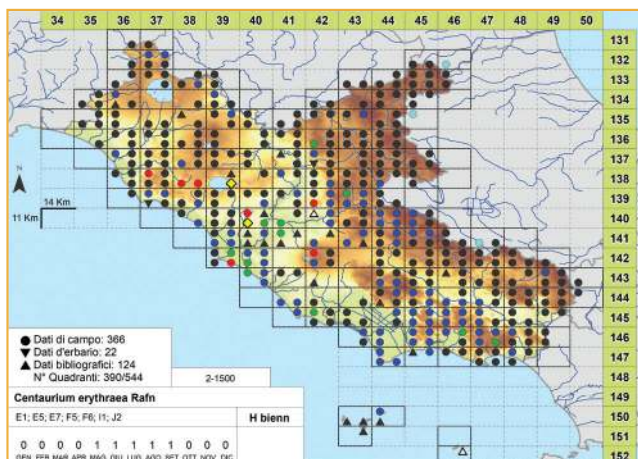 34 35 36 37 38 39 40 41 42 43 44 45 46 47 48 49 50
131
132
133
134
135
136
137
138
139
140
141
142
143
144
145
146
147
148
149
150
151
152
N
14 Km
11 Km
Dati di campo: 366
Dati d'erbario: 22
Dati bibliografici: 124
N° Quadranti: 390/544
2-1500
Centaurium erythraea Rafn
E1; E5; E7; F5; F6; I1; J2
H bienn
0 0 0 0 1 1 1 1 1 0 0 0
GEN FEB MAR APR MAG GIU LUG AGO SET OTT NOV DIC